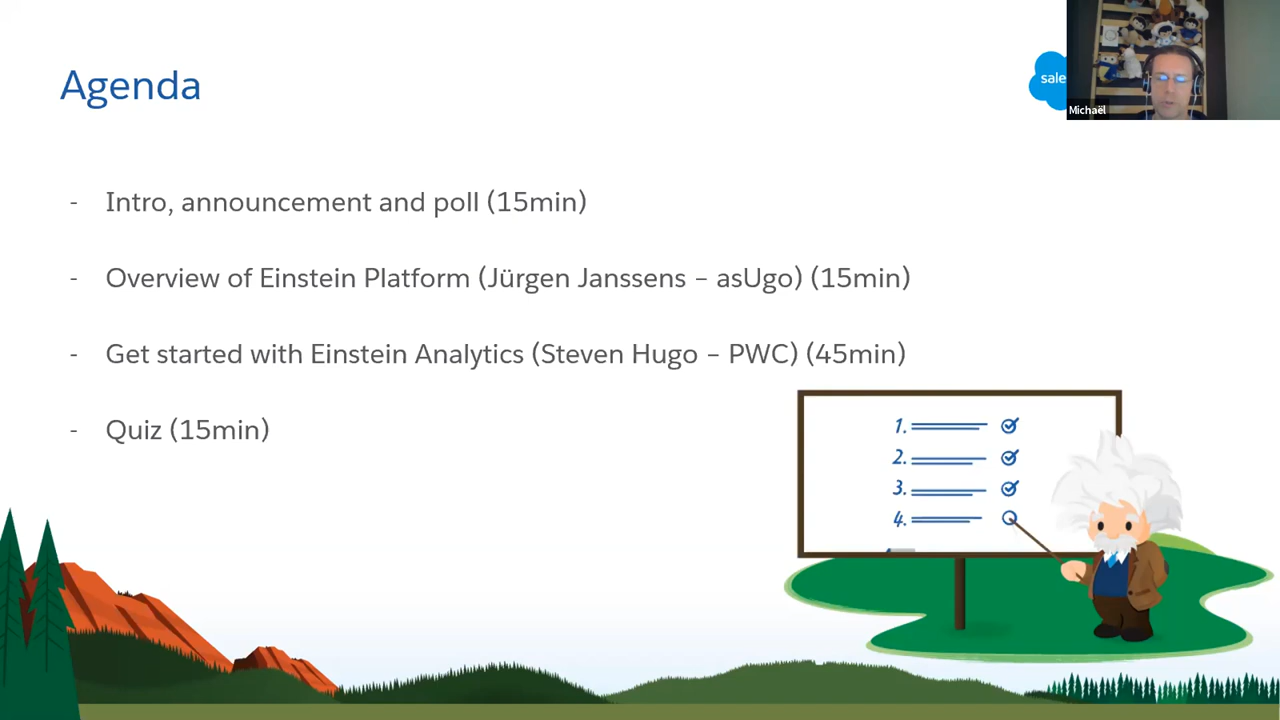 Agenda
sale
Michaël
- Intro, announcement and poll (15min)
- Overview of Einstein Platform (Jürgen Janssens – asUgo) (15min)
- Get started with Einstein Analytics (Steven Hugo – PWC) (45min)
- Quiz (15min)
1.
2.
3.
4.